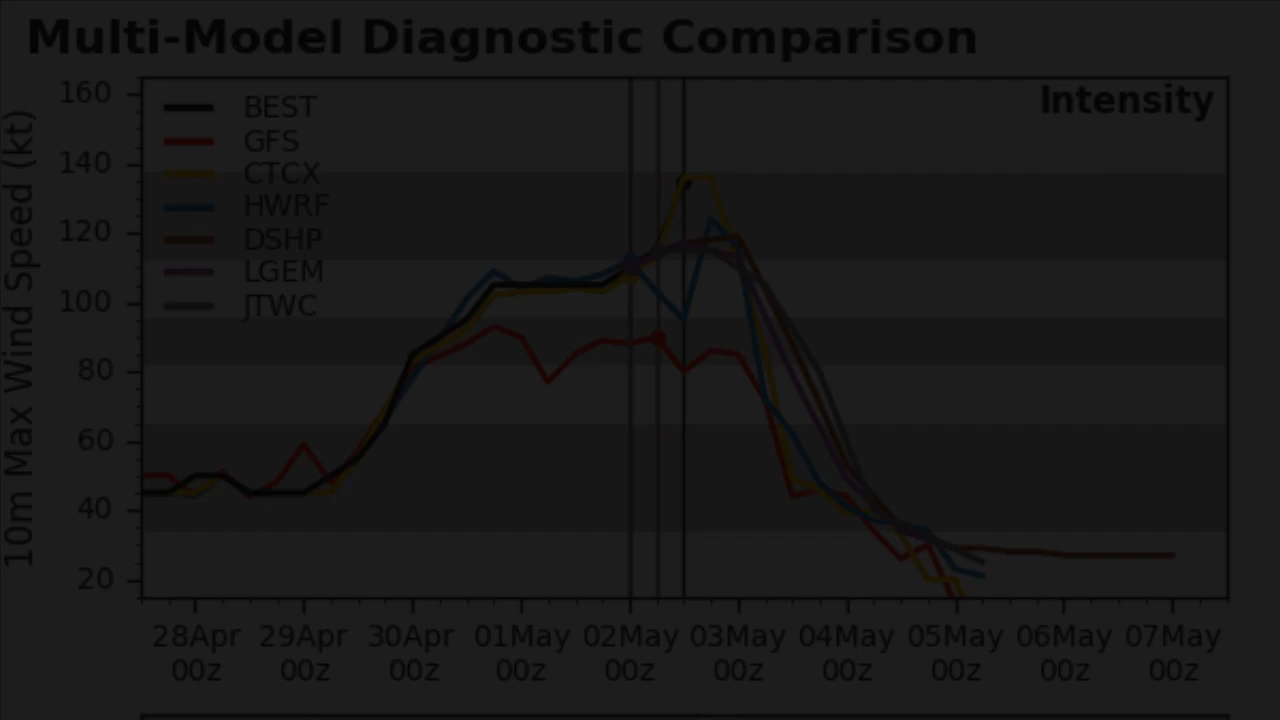 Multi-Model Diagnostic Comparison
Intensity
10m Max Wind Speed (kt)
160
140
120
100
80
60
40
20
BEST
GFS
CTCX
HWRF
DSHP
LGEM
JTWC
28Apr 29Apr 30Apr 01May 02May 03May 04May 05May 06May 07May
00z 00z 00z 00z 00z 00z 00z 00z 00z 00z